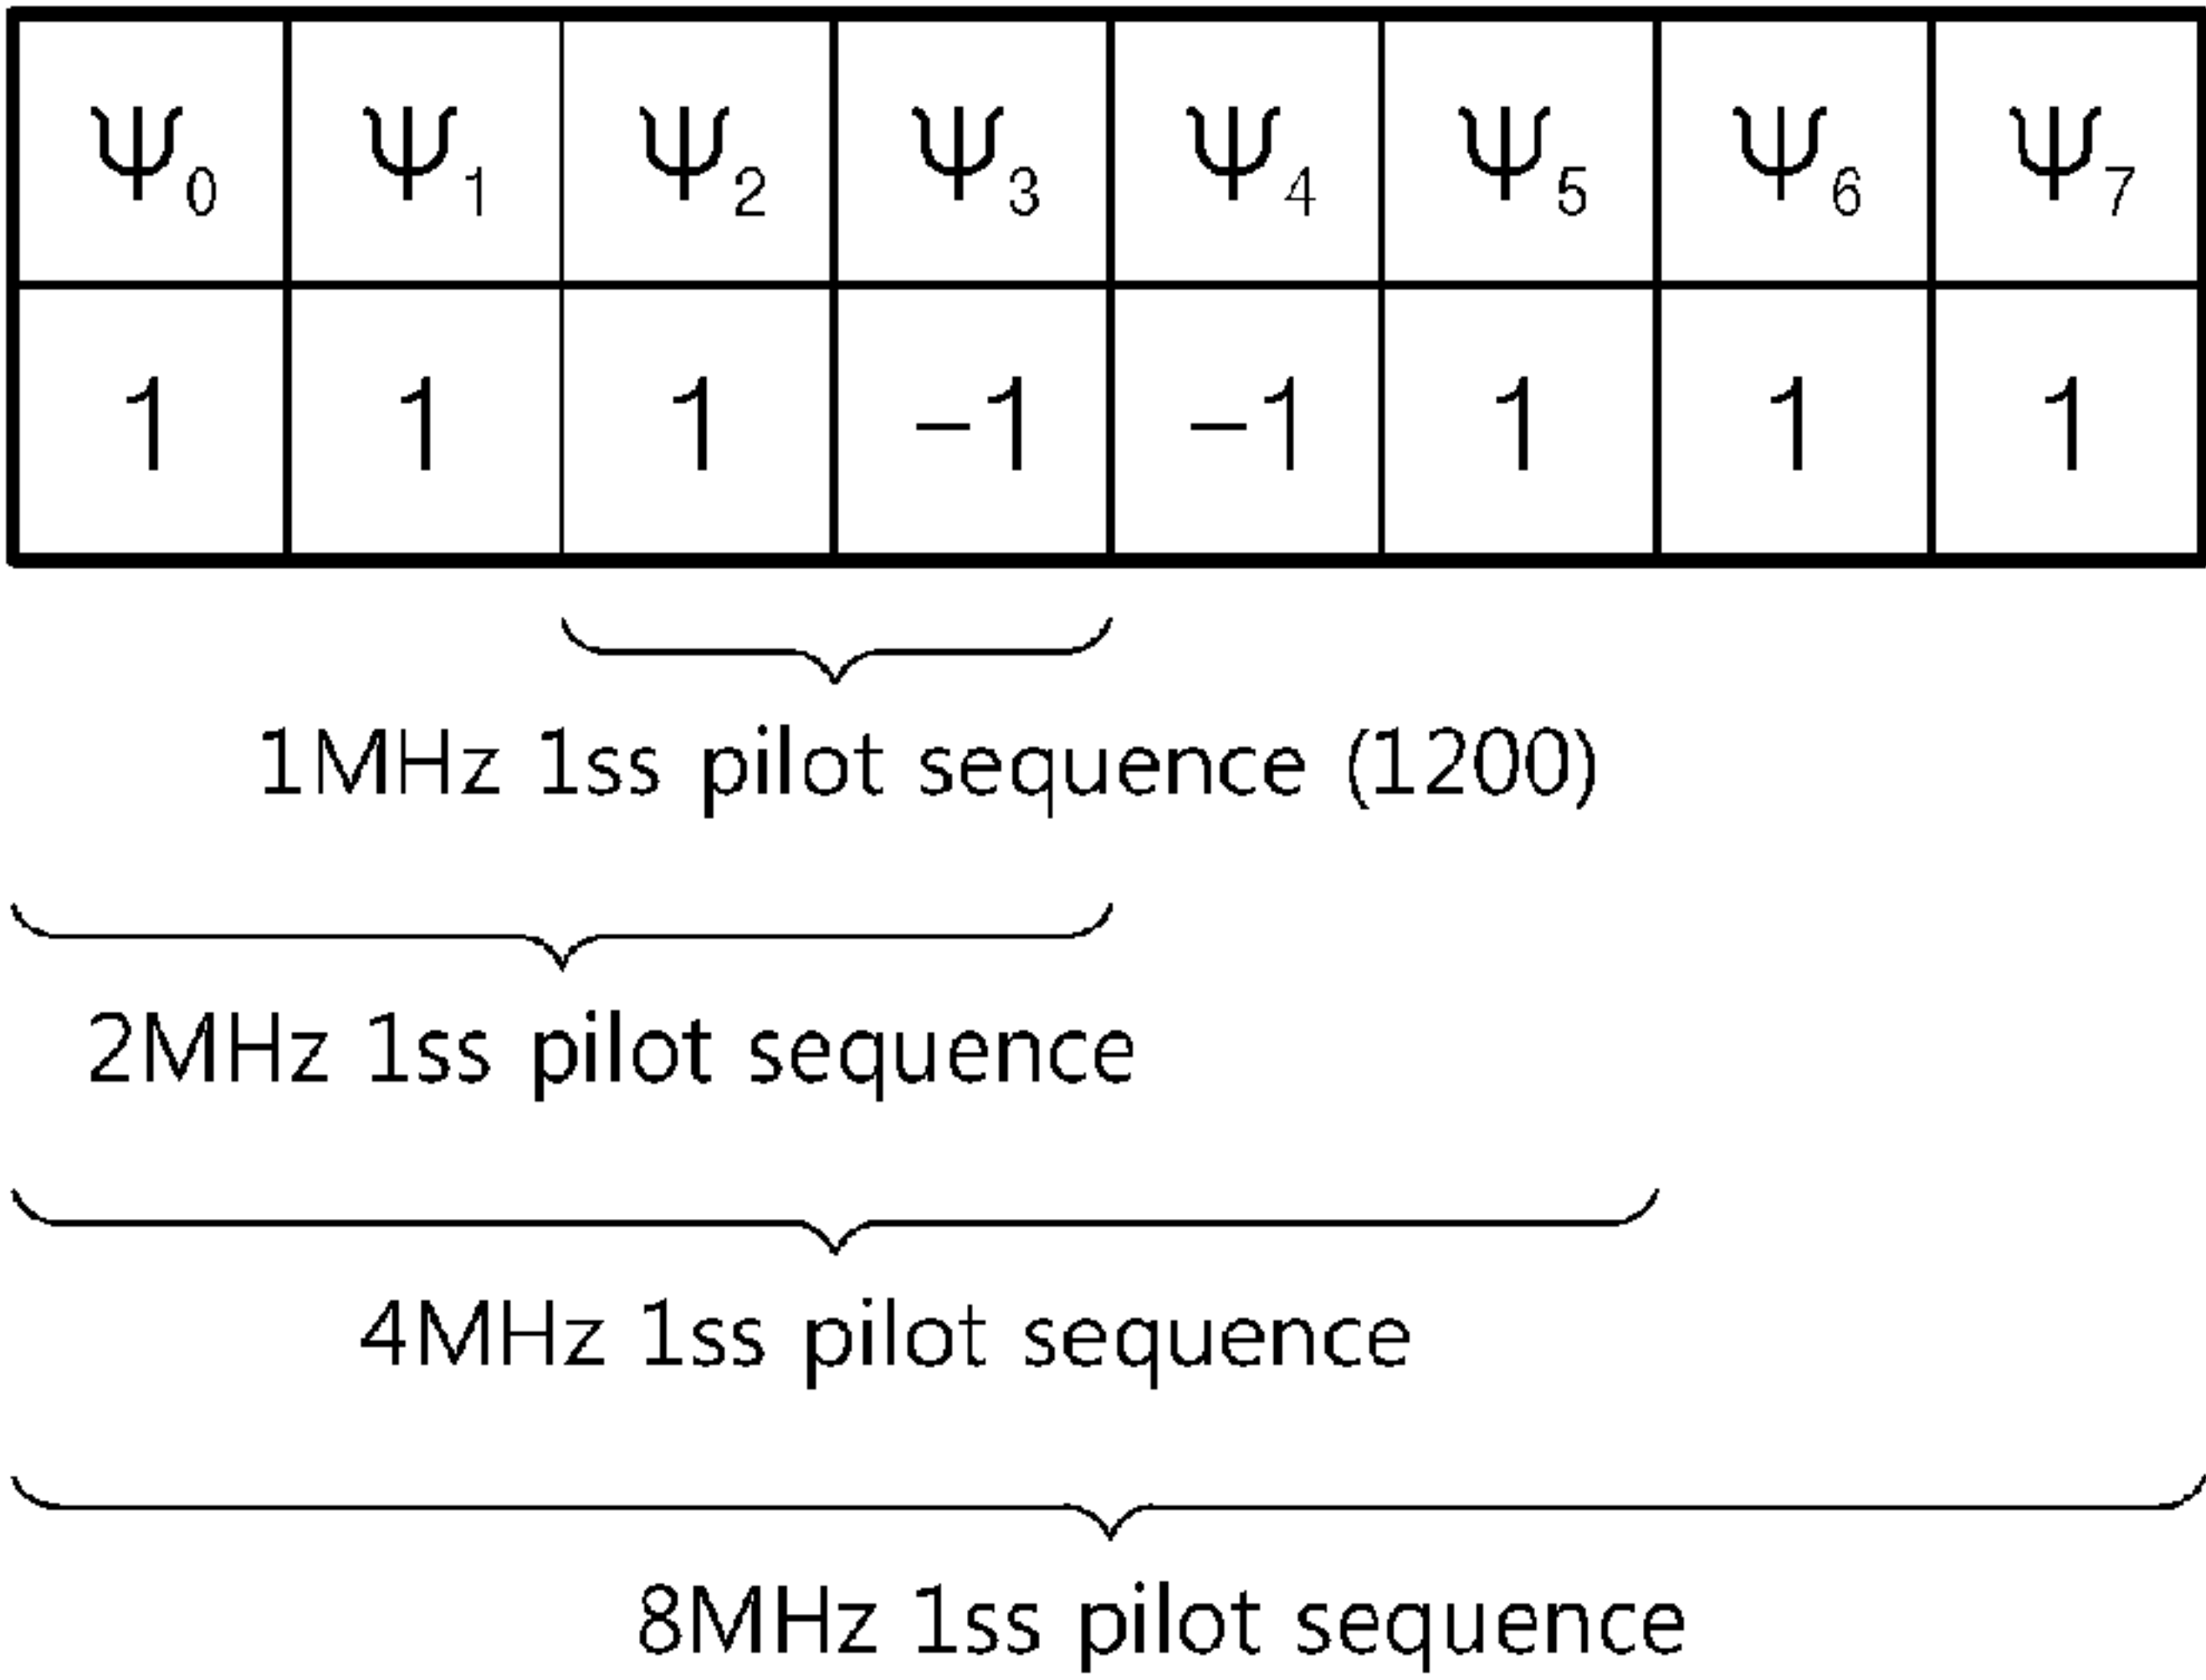 Ψ0 Ψ1 Ψ2 Ψ3 Ψ4 Ψ5 Ψ6 Ψ7
1 1 1 -1 -1 1 1 1
1MHz 1ss pilot sequence (1200)
2MHz 1ss pilot sequence
4MHz 1ss pilot sequence
8MHz 1ss pilot sequence